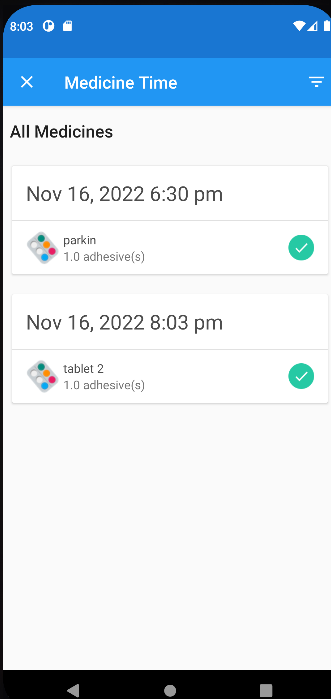 8:03
Medicine Time
All Medicines
Nov 16, 2022 6:30 pm
parkin
1.0 adhesive(s)
Nov 16, 2022 8:03 pm
tablet 2
1.0 adhesive(s)